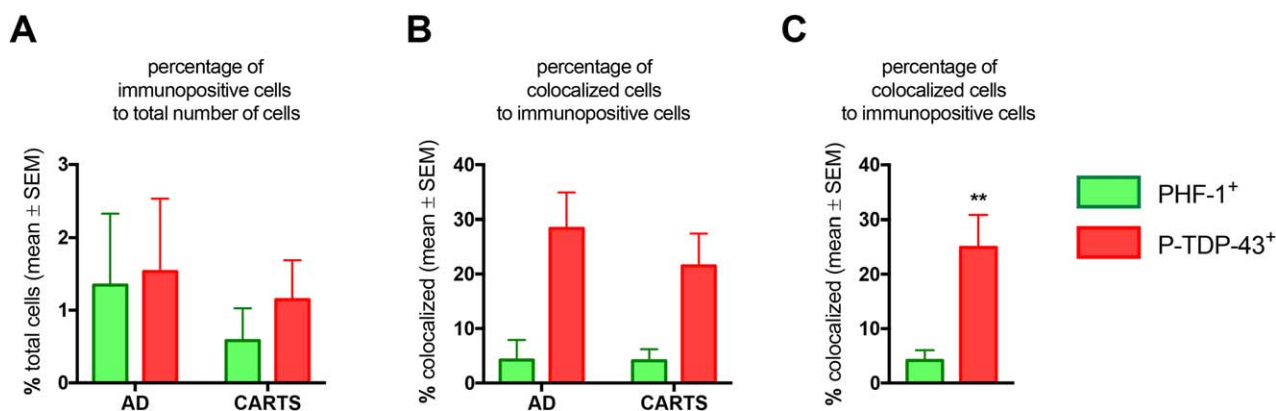 A
percentage of
immunopositive cells
to total number of cells
% total cells (mean ± SEM)
3
2
1
0
AD
CARTS
B
percentage of
colocalized cells
to immunopositive cells
% colocalized (mean ± SEM)
40
30
20
10
0
AD
CARTS
C
percentage of
colocalized cells
to immunopositive cells
% colocalized (mean ± SEM)
40
30
20
10
0
**
PHF-1⁺
P-TDP-43⁺